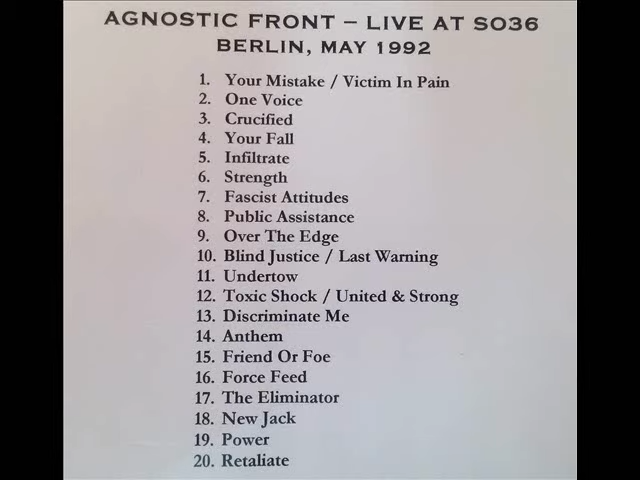 AGNOSTIC FRONT – LIVE AT SO36
BERLIN, MAY 1992
1. Your Mistake / Victim In Pain
2. One Voice
3. Crucified
4. Your Fall
5. Infiltrate
6. Strength
7. Fascist Attitudes
8. Public Assistance
9. Over The Edge
10. Blind Justice / Last Warning
11. Undertow
12. Toxic Shock / United & Strong
13. Discriminate Me
14. Anthem
15. Friend Or Foe
16. Force Feed
17. The Eliminator
18. New Jack
19. Power
20. Retaliate